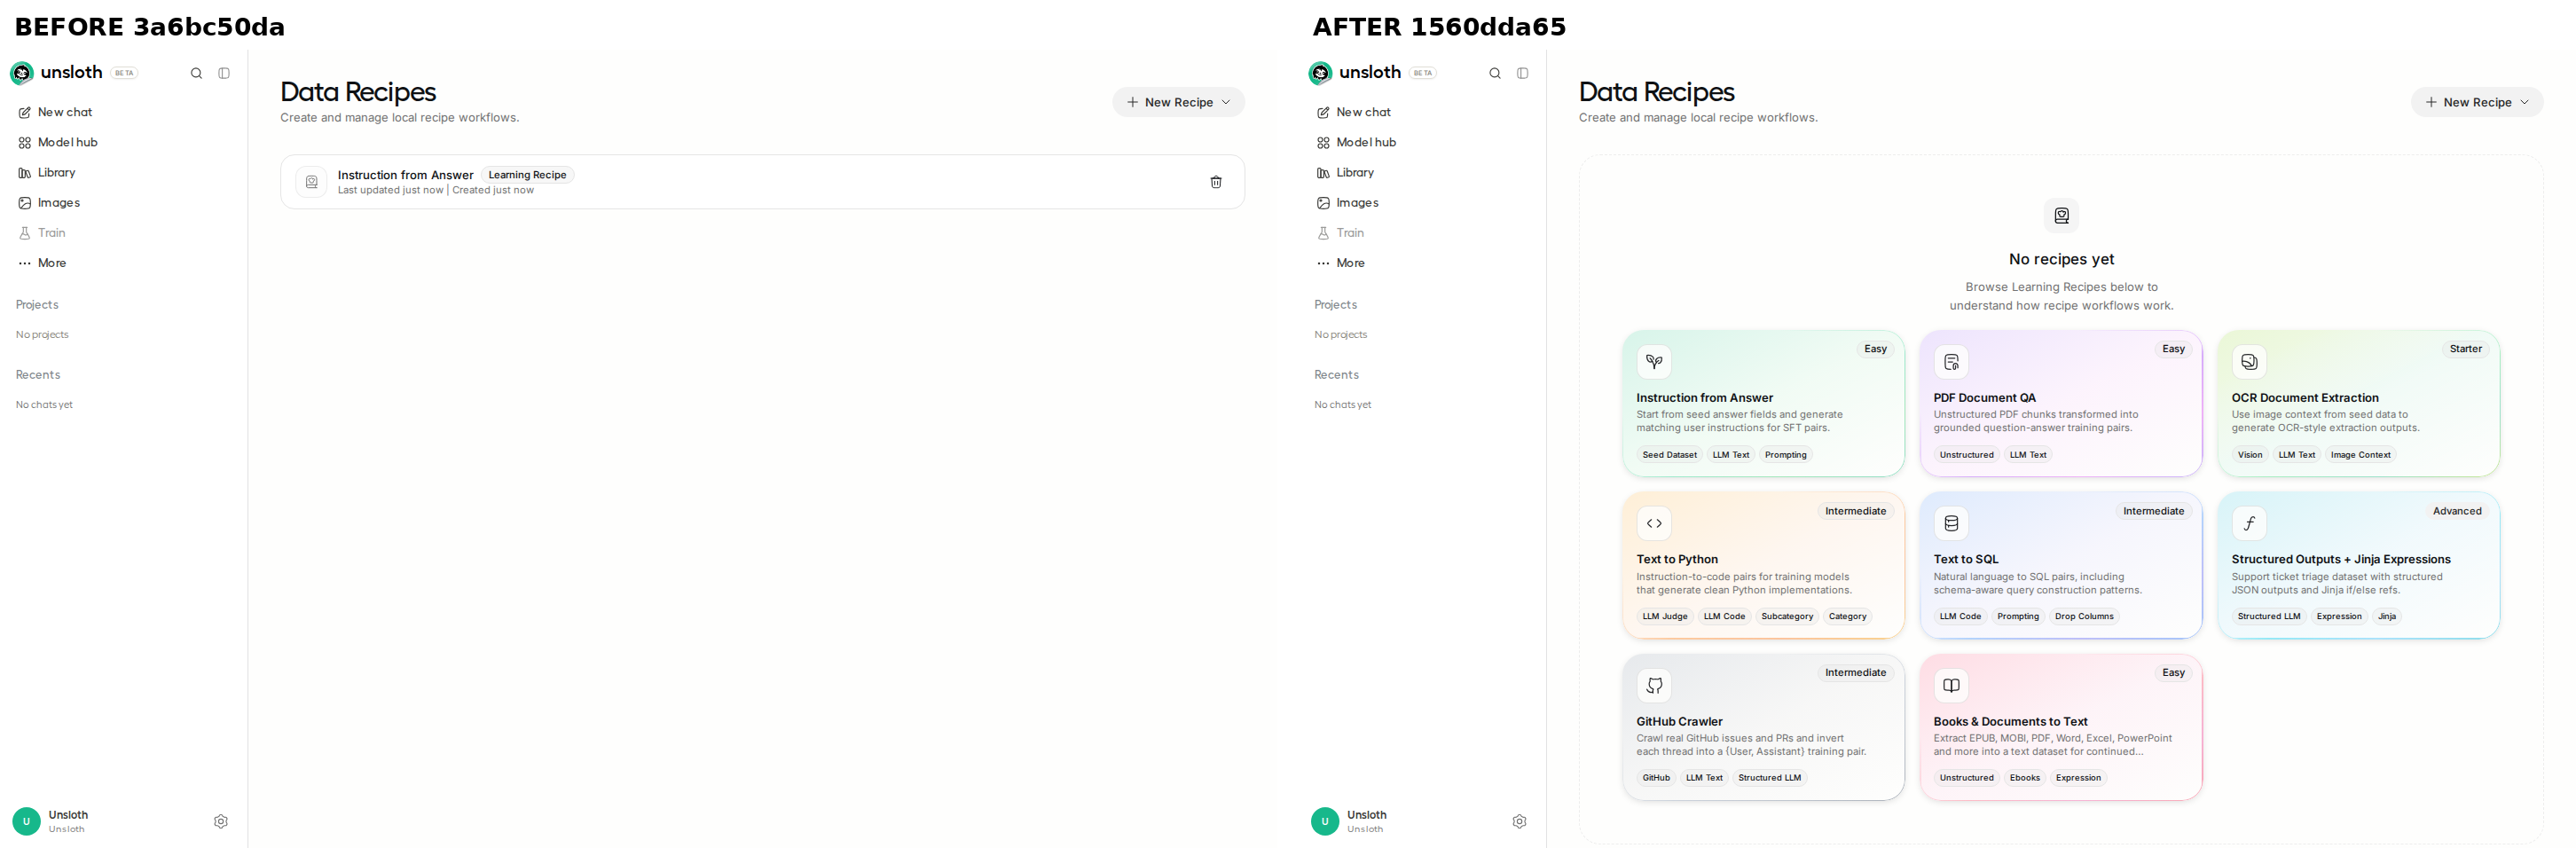 BEFORE 3a6bc50da
unsloth BETA
New chat
Model hub
Library
Images
Train
More
Projects
No projects
Recents
No chats yet
U
Unsloth
Unsloth
Data Recipes
Create and manage local recipe workflows.
New Recipe
Instruction from Answer Learning Recipe
Last updated just now | Created just now
AFTER 1560dda65
unsloth BETA
New chat
Model hub
Library
Images
Train
More
Projects
No projects
Recents
No chats yet
U
Unsloth
Unsloth
Data Recipes
Create and manage local recipe workflows.
New Recipe
No recipes yet
Browse Learning Recipes below to
understand how recipe workflows work.
Easy
Instruction from Answer
Start from seed answer fields and generate
matching user instructions for SFT pairs.
Seed Dataset LLM Text Prompting
Easy
PDF Document QA
Unstructured PDF chunks transformed into
grounded question-answer training pairs.
Unstructured LLM Text
Starter
OCR Document Extraction
Use image context from seed data to
generate OCR-style extraction outputs.
Vision LLM Text Image Context
Intermediate
Text to Python
Instruction-to-code pairs for training models
that generate clean Python implementations.
LLM Judge LLM Code Subcategory Category
Intermediate
Text to SQL
Natural language to SQL pairs, including
schema-aware query construction patterns.
LLM Code Prompting Drop Columns
Advanced
Structured Outputs + Jinja Expressions
Support ticket triage dataset with structured
JSON outputs and Jinja if/else refs.
Structured LLM Expression Jinja
Intermediate
GitHub Crawler
Crawl real GitHub issues and PRs and invert
each thread into a {User, Assistant} training pair.
GitHub LLM Text Structured LLM
Easy
Books & Documents to Text
Extract EPUB, MOBI, PDF, Word, Excel, PowerPoint
and more into a text dataset for continued...
Unstructured Ebooks Expression